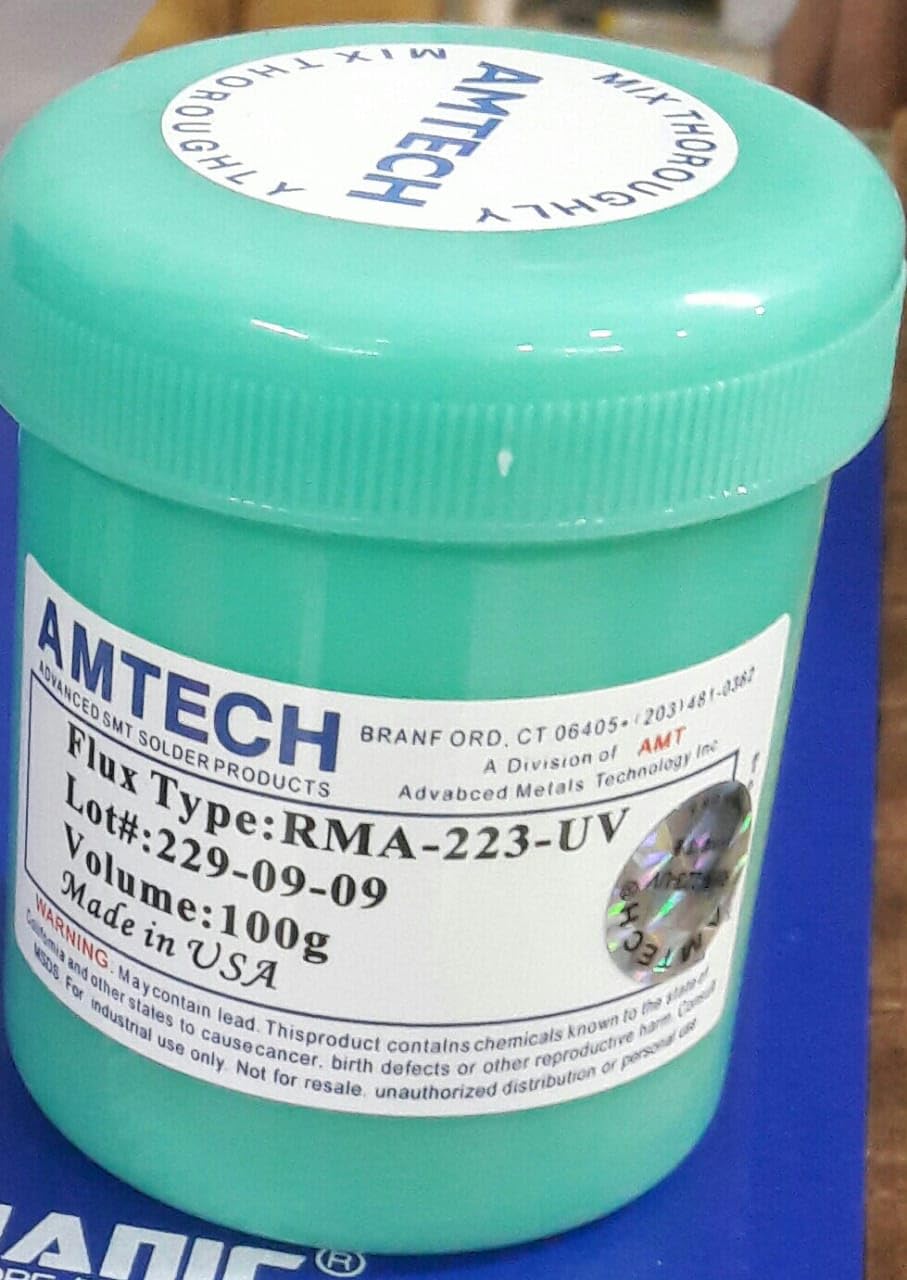 MIX THOROUGHLY
AMTECH
MIX THOROUGHLY
AMTECH
ADVANCED SMT SOLDER PRODUCTS
BRANF ORD, CT 06405•(203)481-0362
A Division of AMT
Advabced Metals Technology Inc
Flux Type:RMA-223-UV
Lot#:229-09-09
Volume:100g
Made in USA
AMTECH
WARNING: May contain lead. Thisproduct contalns chemicals known to the state of
California and other states to causecancer, birth defects or other reproductive harm. Consult
MSDS. For industrial use only. Not for resale, unauthorized distribution or personal use
®